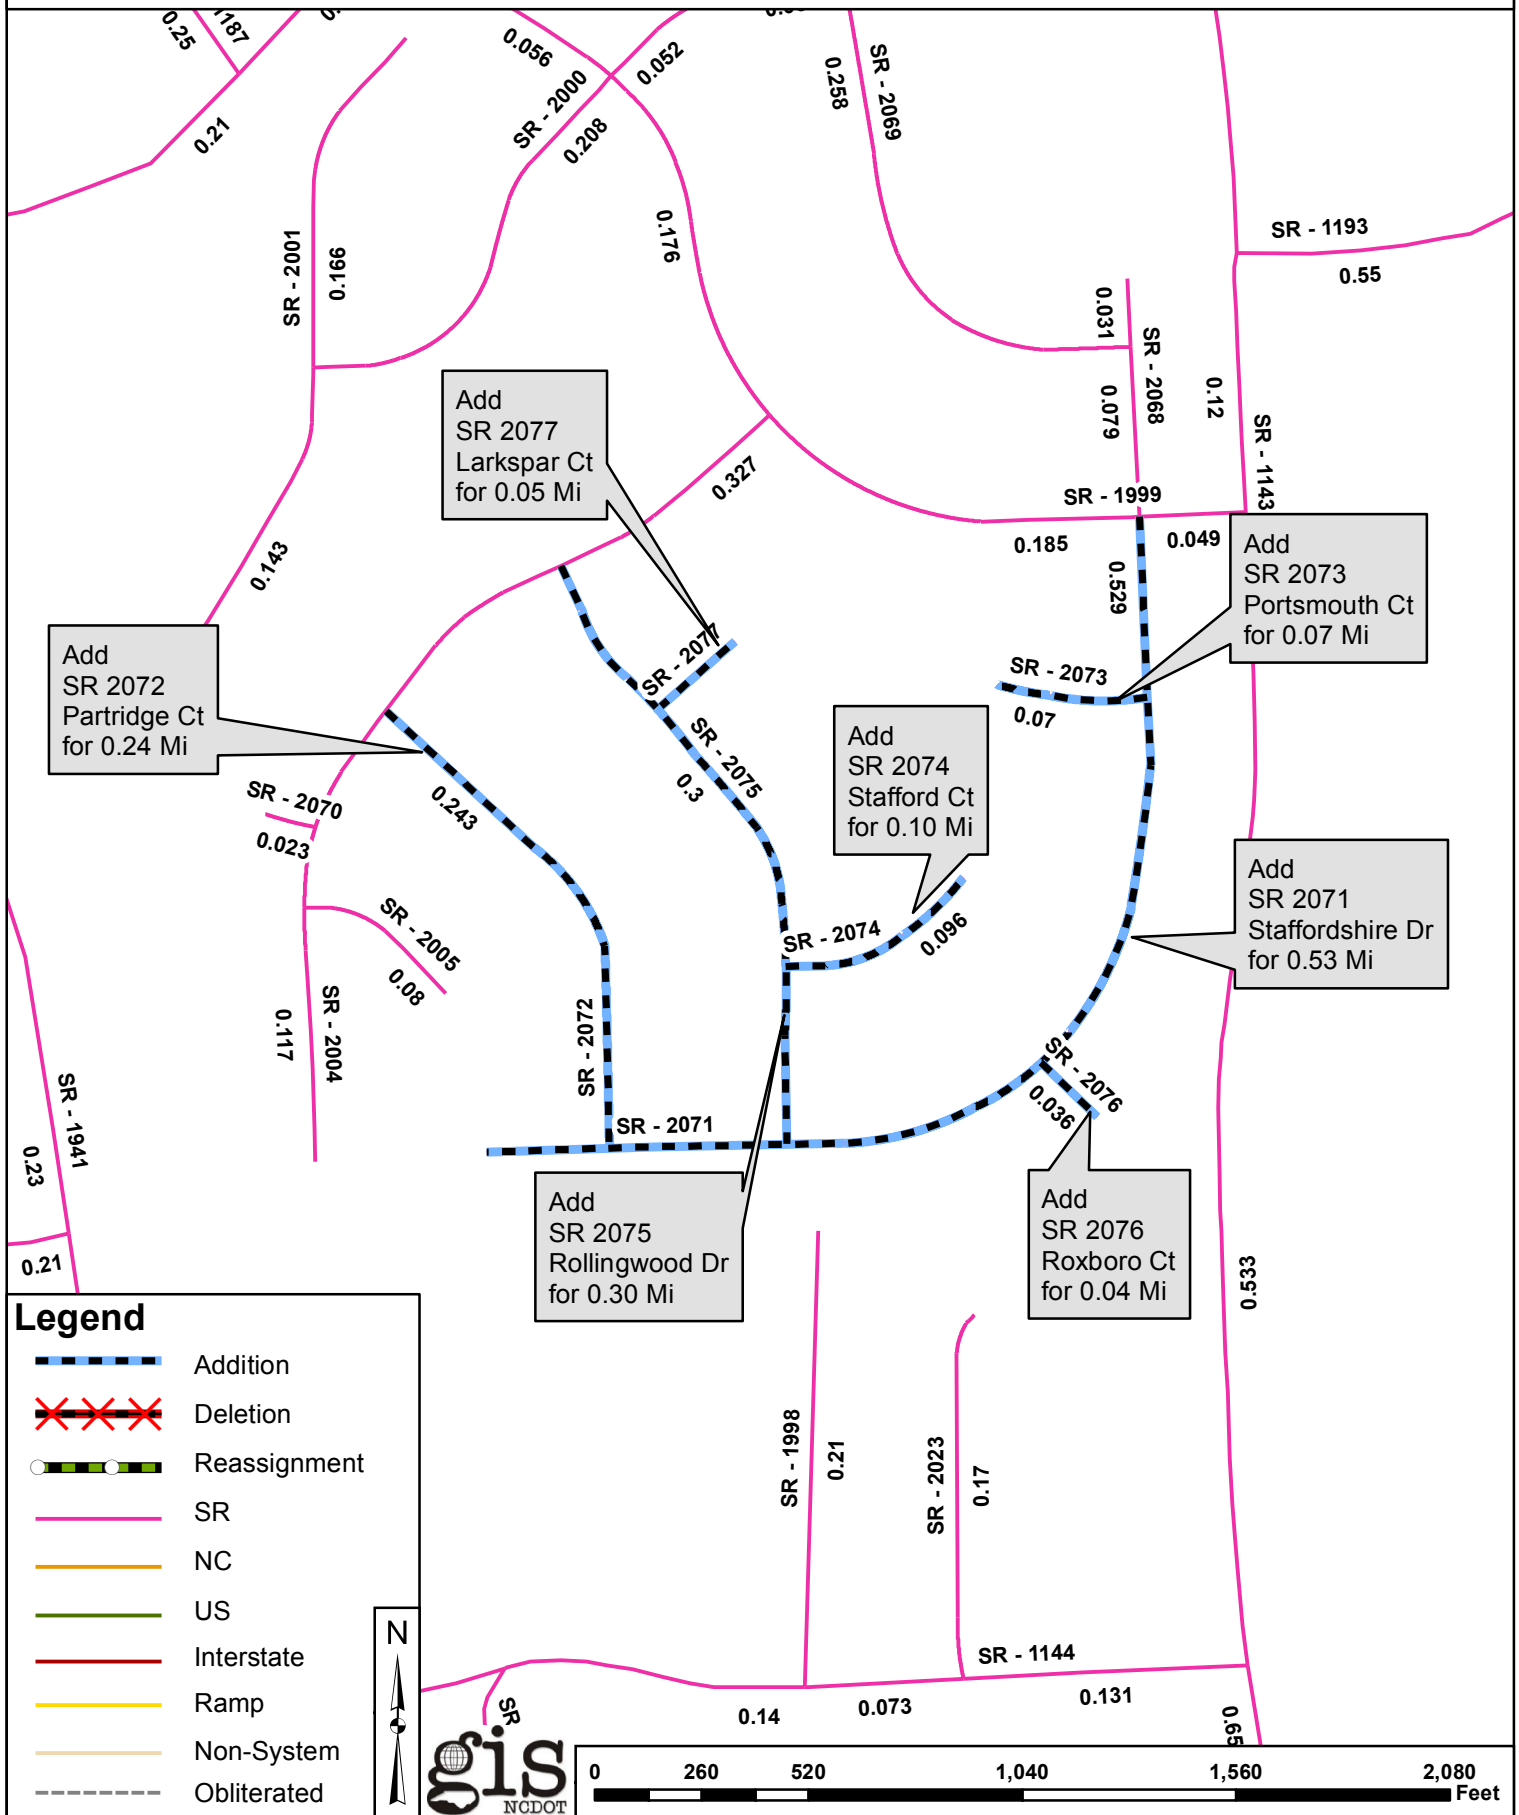 0.25
1187
0.21
0.056
0.052
SR - 2000
0.208
0.258
SR - 2069
SR - 2001
0.166
0.176
SR - 1193
0.55
0.031
SR - 2068
0.079
0.12
SR - 1143
Add
SR 2077
Larkspar Ct
for 0.05 Mi
0.327
SR - 1999
0.185
0.049
0.529
0.143
Add
SR 2073
Portsmouth Ct
for 0.07 Mi
Add
SR 2072
Partridge Ct
for 0.24 Mi
SR - 2077
SR - 2073
0.07
SR - 2075
0.3
Add
SR 2074
Stafford Ct
for 0.10 Mi
SR - 2070
0.023
0.243
Add
SR 2071
Staffordshire Dr
for 0.53 Mi
SR - 2005
0.08
SR - 2074
0.096
SR - 2004
0.117
SR - 2072
SR - 2071
SR - 2076
0.036
SR - 1941
0.23
0.21
Add
SR 2075
Rollingwood Dr
for 0.30 Mi
Add
SR 2076
Roxboro Ct
for 0.04 Mi
0.533
SR - 1998
0.21
SR - 2023
0.17
SR - 1144
0.14
0.073
0.131
0.65
SR
Legend
Addition
Deletion
Reassignment
SR
NC
US
Interstate
Ramp
Non-System
Obliterated
N
gis
NCDOT
0 260 520 1,040 1,560 2,080
Feet